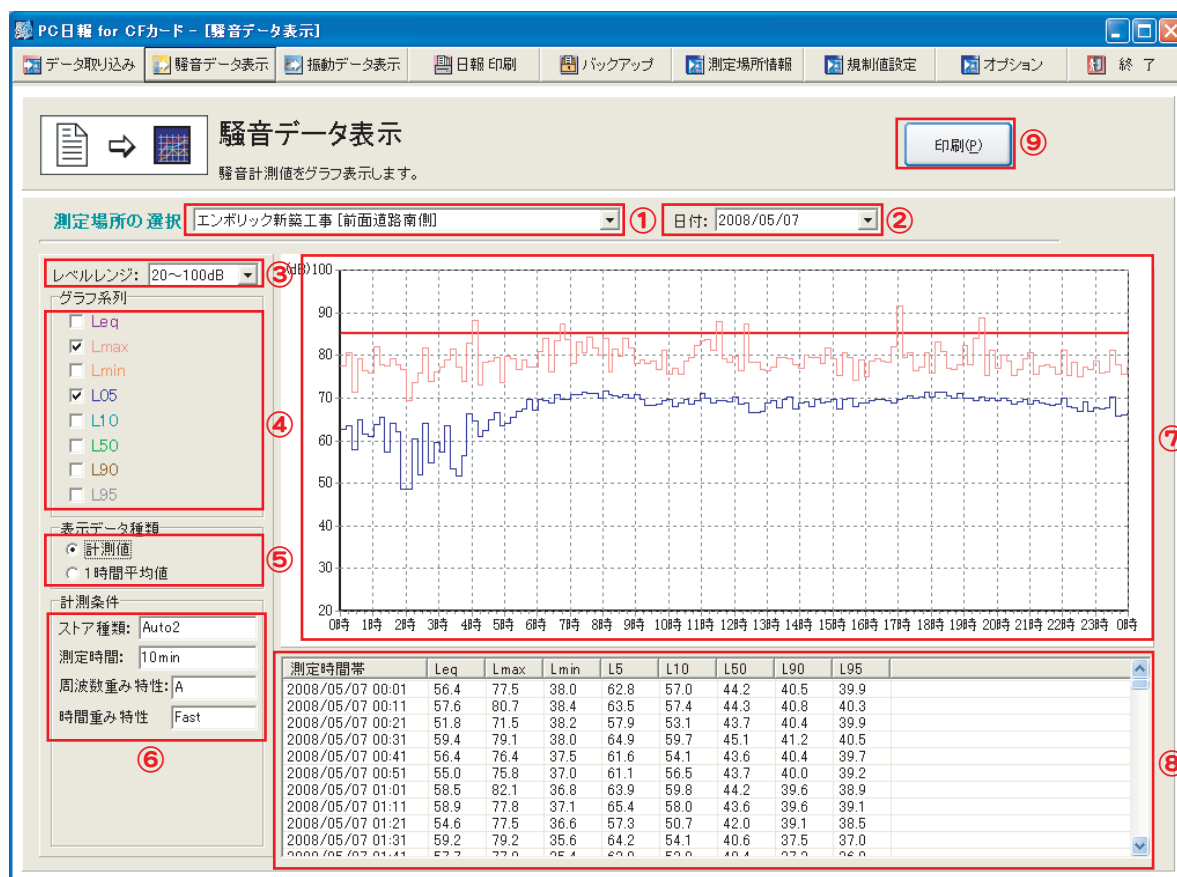 PC日報 for CFカード - [騒音データ表示]
データ取り込み 騒音データ表示 振動データ表示 日報 印刷 バックアップ 測定場所情報 規制値設定 オプション 終 了
騒音データ表示
騒音計測値をグラフ表示します。
印刷(P) ⑨
測定場所の選択 エンボリック新築工事 [前面道路南側] ① 日付: 2008/05/07 ②
レベルレンジ: 20～100dB ③
グラフ系列
Leq
Lmax
Lmin
L05
L10
L50
L90
L95
④
表示データ種類
計測値
1時間平均値
⑤
計測条件
ストア種類: Auto2
測定時間: 10min
周波数重み特性: A
時間重み特性 Fast
⑥
(dB) 100
90
80
70
60
50
40
30
20
0時 1時 2時 3時 4時 5時 6時 7時 8時 9時 10時 11時 12時 13時 14時 15時 16時 17時 18時 19時 20時 21時 22時 23時 0時
⑦
測定時間帯 Leq Lmax Lmin L5 L10 L50 L90 L95
2008/05/07 00:01 56.4 77.5 38.0 62.8 57.0 44.2 40.5 39.9
2008/05/07 00:11 57.6 80.7 38.4 63.5 57.4 44.3 40.8 40.3
2008/05/07 00:21 51.8 71.5 38.2 57.9 53.1 43.7 40.4 39.9
2008/05/07 00:31 59.4 79.1 38.0 64.9 59.7 45.1 41.2 40.5
2008/05/07 00:41 56.4 76.4 37.5 61.6 54.1 43.6 40.4 39.7
2008/05/07 00:51 55.0 75.8 37.0 61.1 56.5 43.7 40.0 39.2
2008/05/07 01:01 58.5 82.1 36.8 63.9 59.8 44.2 39.6 38.9
2008/05/07 01:11 58.9 77.8 37.1 65.4 58.0 43.6 39.6 39.1
2008/05/07 01:21 54.6 77.5 36.6 57.3 50.7 42.0 39.1 38.5
2008/05/07 01:31 59.2 79.2 35.6 64.2 54.1 40.6 37.5 37.0
⑧